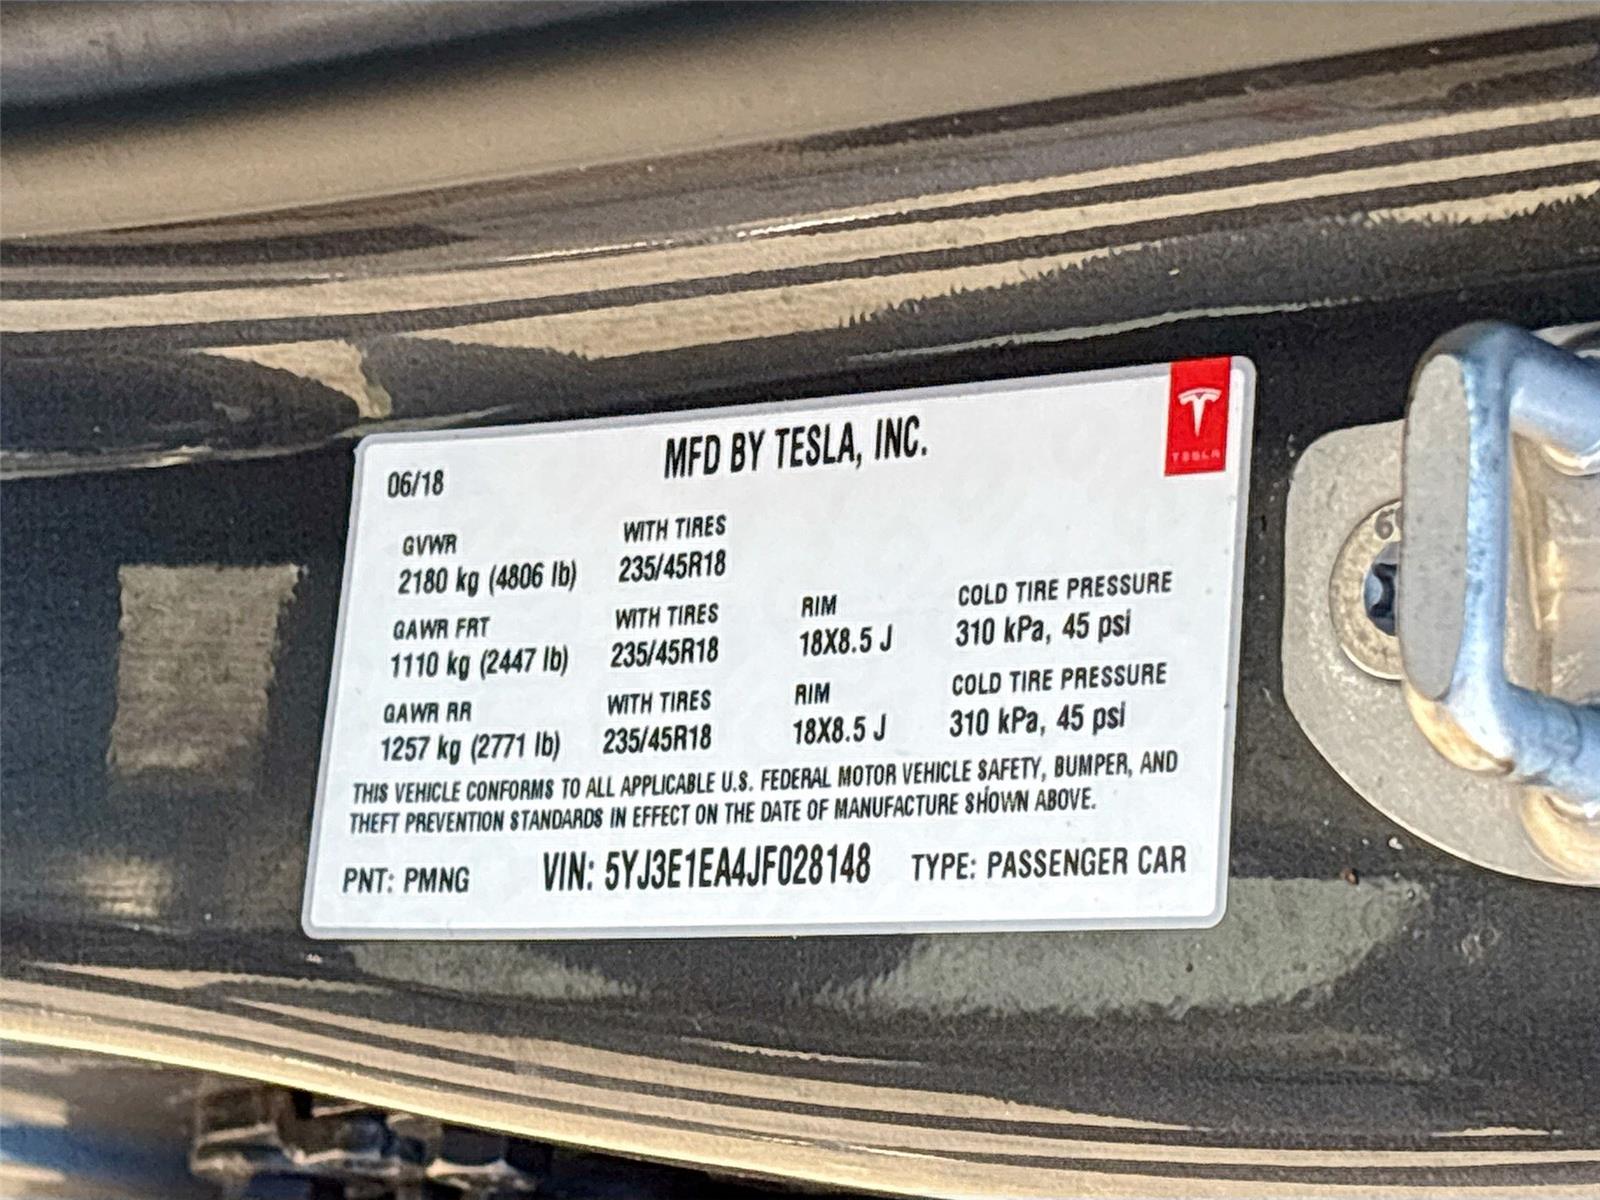 MFD BY TESLA, INC.
TESLA
06/18
GVWR WITH TIRES
2180 kg (4806 lb) 235/45R18
GAWR FRT WITH TIRES RIM COLD TIRE PRESSURE
1110 kg (2447 lb) 235/45R18 18X8.5 J 310 kPa, 45 psi
GAWR RR WITH TIRES RIM COLD TIRE PRESSURE
1257 kg (2771 lb) 235/45R18 18X8.5 J 310 kPa, 45 psi
THIS VEHICLE CONFORMS TO ALL APPLICABLE U.S. FEDERAL MOTOR VEHICLE SAFETY, BUMPER, AND
THEFT PREVENTION STANDARDS IN EFFECT ON THE DATE OF MANUFACTURE SHOWN ABOVE.
PNT: PMNG VIN: 5YJ3E1EA4JF028148 TYPE: PASSENGER CAR